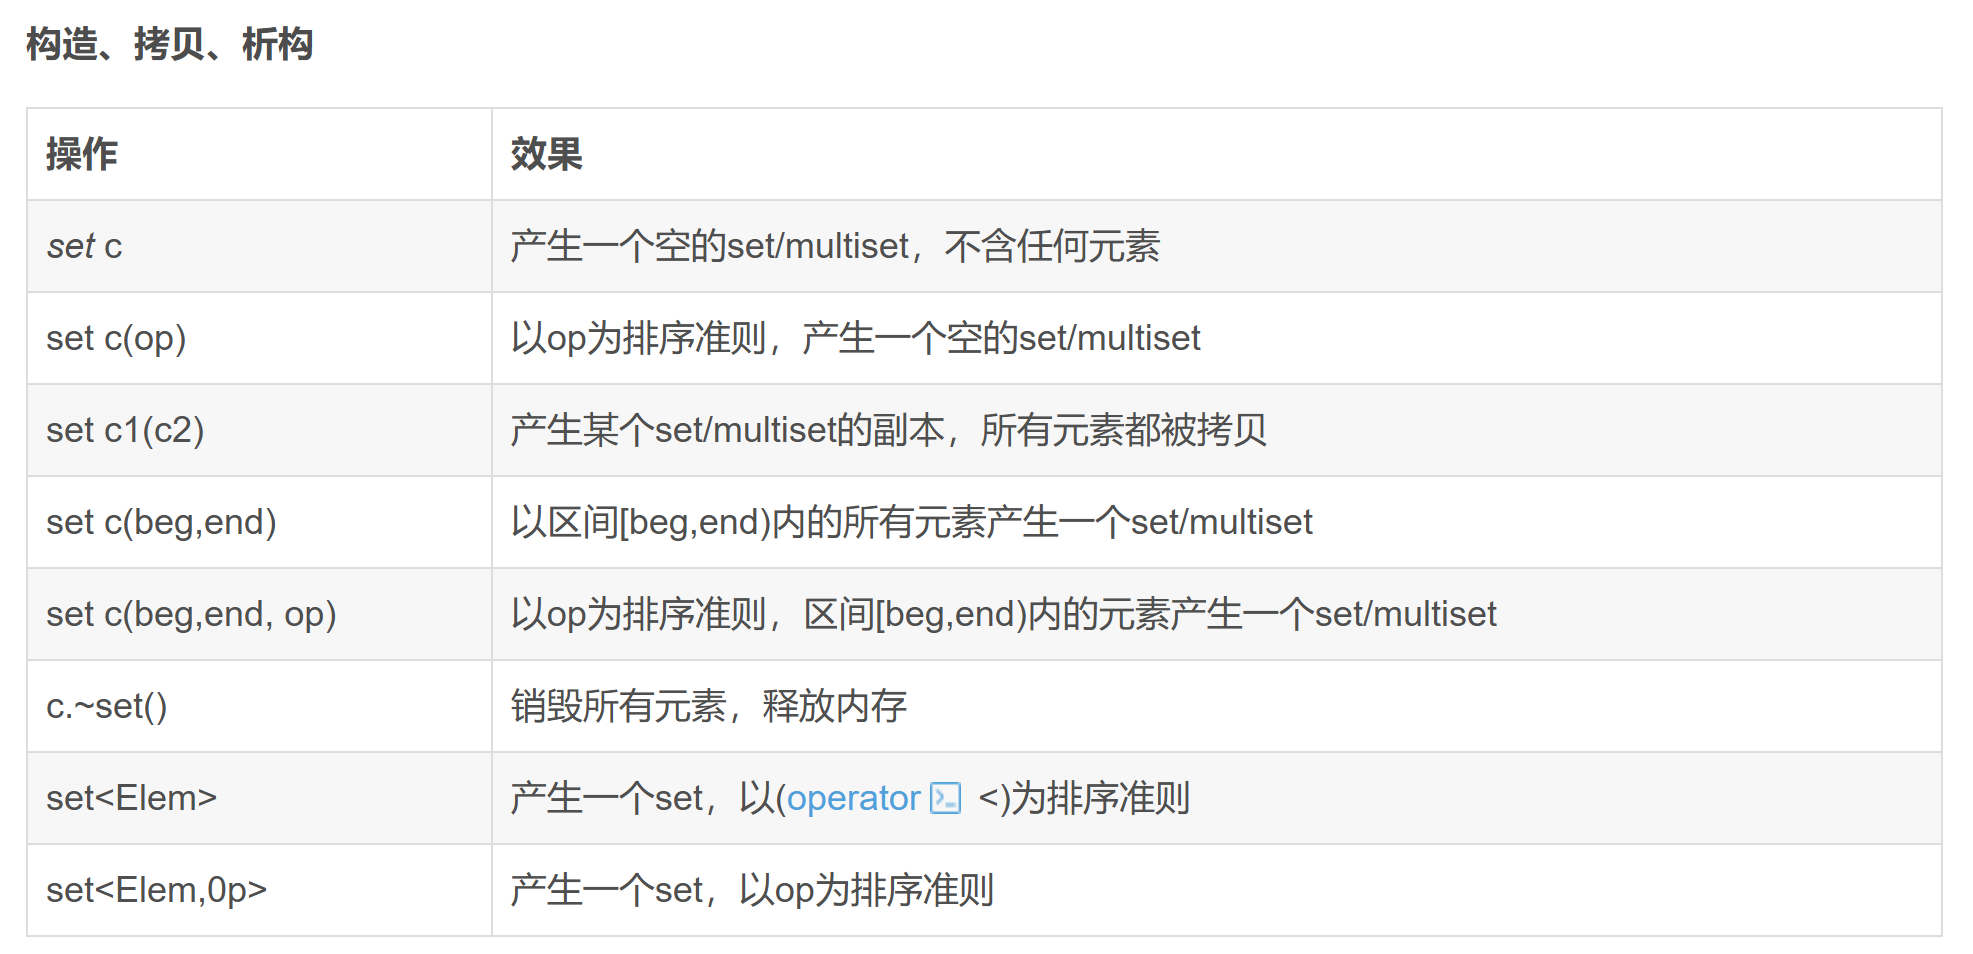 构造、拷贝、析构
操作 效果
set c 产生一个空的set/multiset，不含任何元素
set c(op) 以op为排序准则，产生一个空的set/multiset
set c1(c2) 产生某个set/multiset的副本，所有元素都被拷贝
set c(beg,end) 以区间[beg,end)内的所有元素产生一个set/multiset
set c(beg,end, op) 以op为排序准则，区间[beg,end)内的元素产生一个set/multiset
c.~set() 销毁所有元素，释放内存
set<Elem> 产生一个set，以(operator <)为排序准则
set<Elem,0p> 产生一个set，以op为排序准则